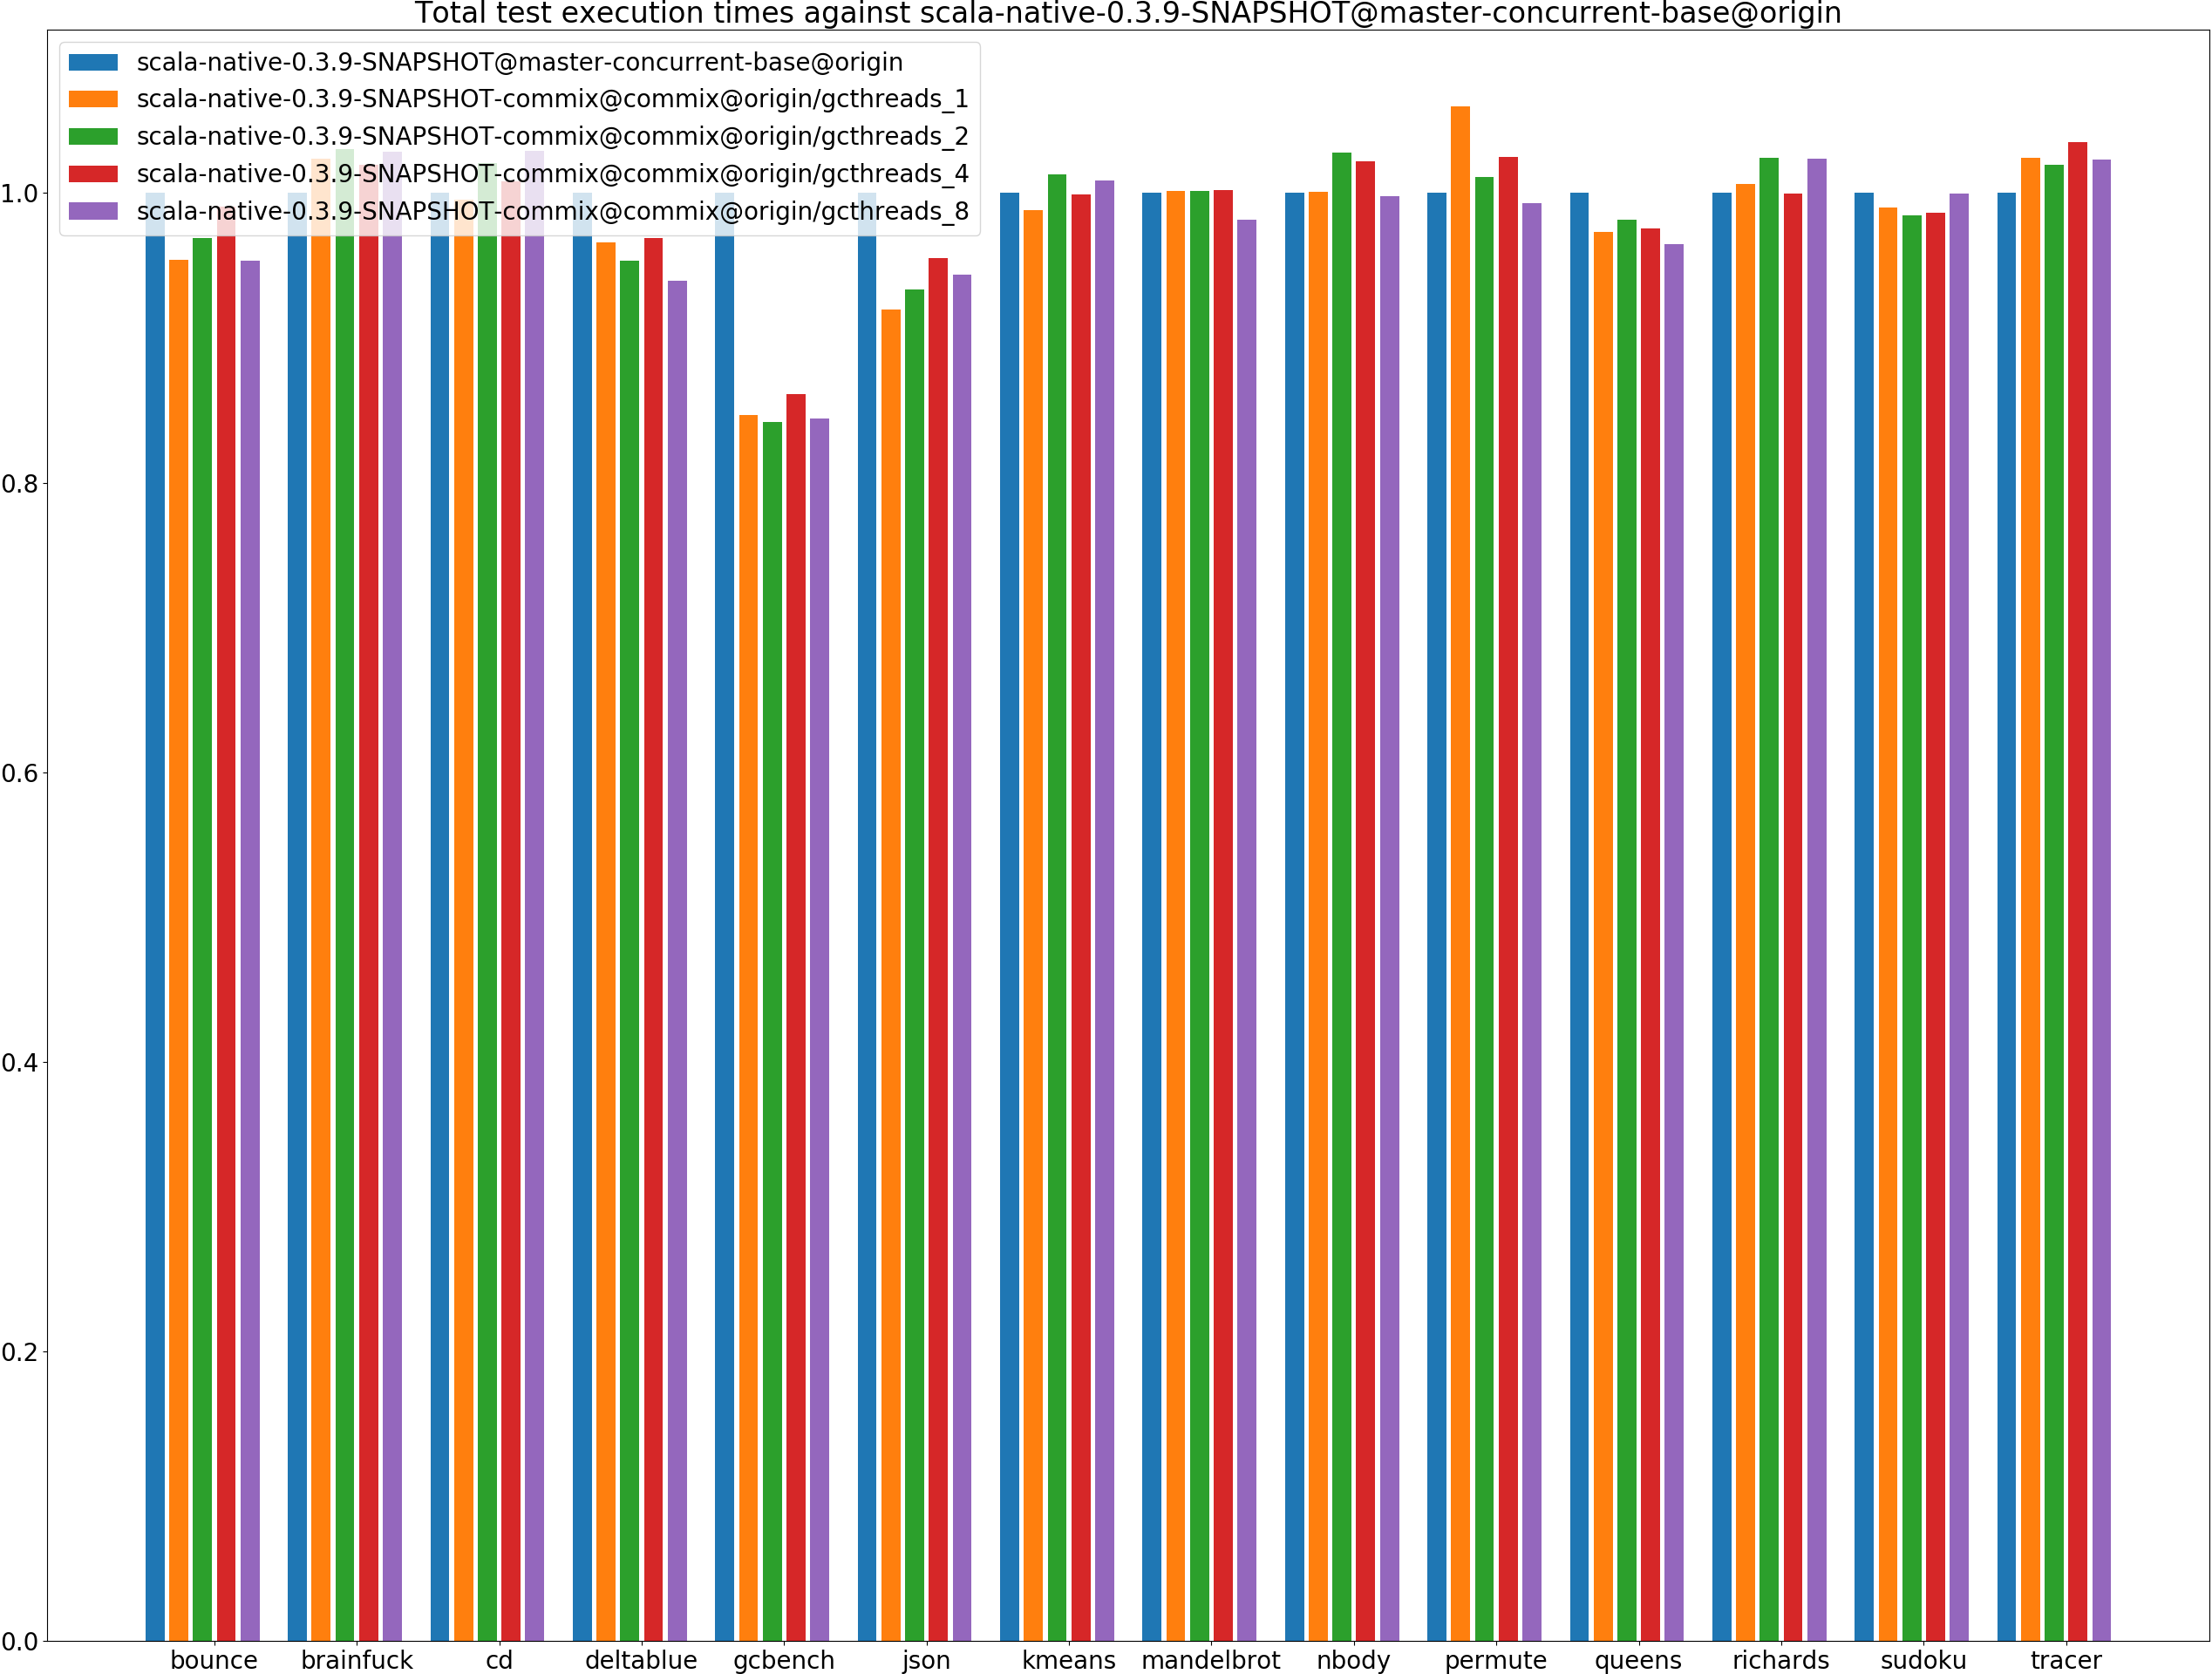 Total test execution times against scala-native-0.3.9-SNAPSHOT@master-concurrent-base@origin
scala-native-0.3.9-SNAPSHOT@master-concurrent-base@origin
scala-native-0.3.9-SNAPSHOT-commix@commix@origin/gcthreads_1
scala-native-0.3.9-SNAPSHOT-commix@commix@origin/gcthreads_2
scala-native-0.3.9-SNAPSHOT-commix@commix@origin/gcthreads_4
scala-native-0.3.9-SNAPSHOT-commix@commix@origin/gcthreads_8
1.0
0.8
0.6
0.4
0.2
0.0
bounce brainfuck cd deltablue gcbench json kmeans mandelbrot nbody permute queens richards sudoku tracer